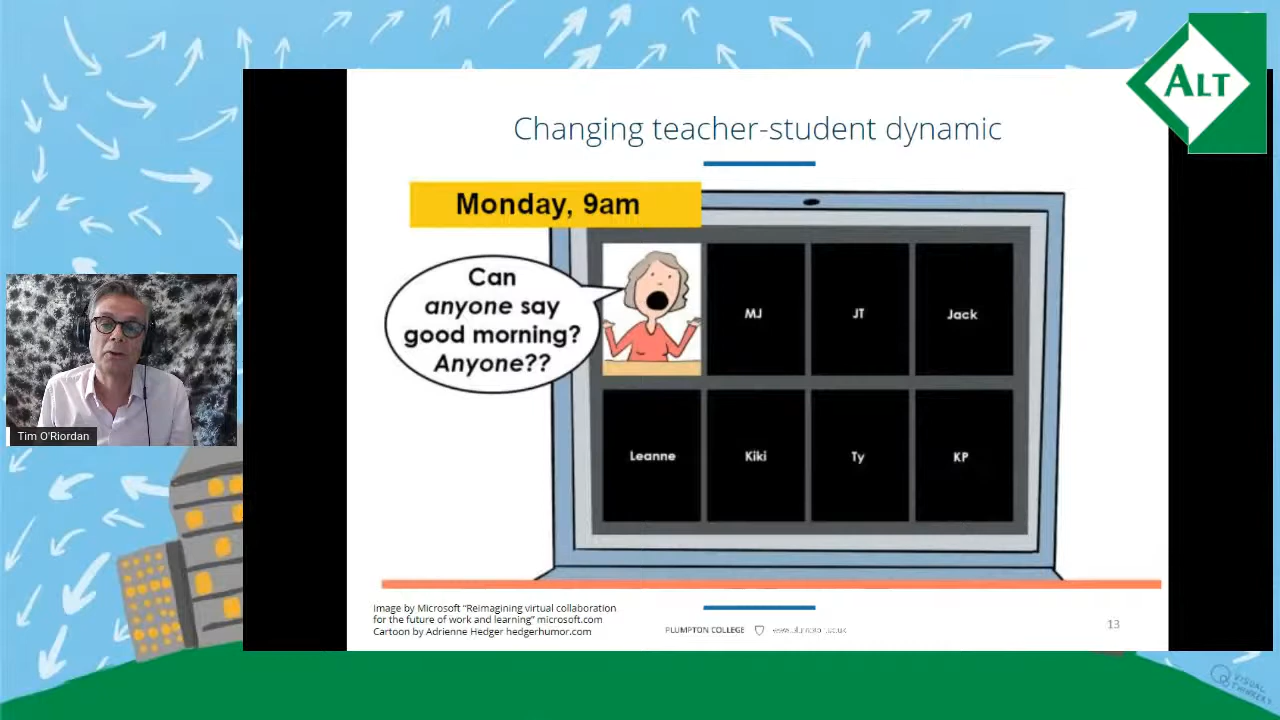 ALT
Changing teacher-student dynamic
Monday, 9am
Can
anyone say
good morning?
Anyone??
MJ
JT
Jack
Leanne
Kiki
Ty
KP
Tim O'Riordan
Image by Microsoft “Reimagining virtual collaboration
for the future of work and learning” microsoft.com
Cartoon by Adrienne Hedger hedgerhumor.com
PLUMPTON COLLEGE
13
VISUAL
THINKERY